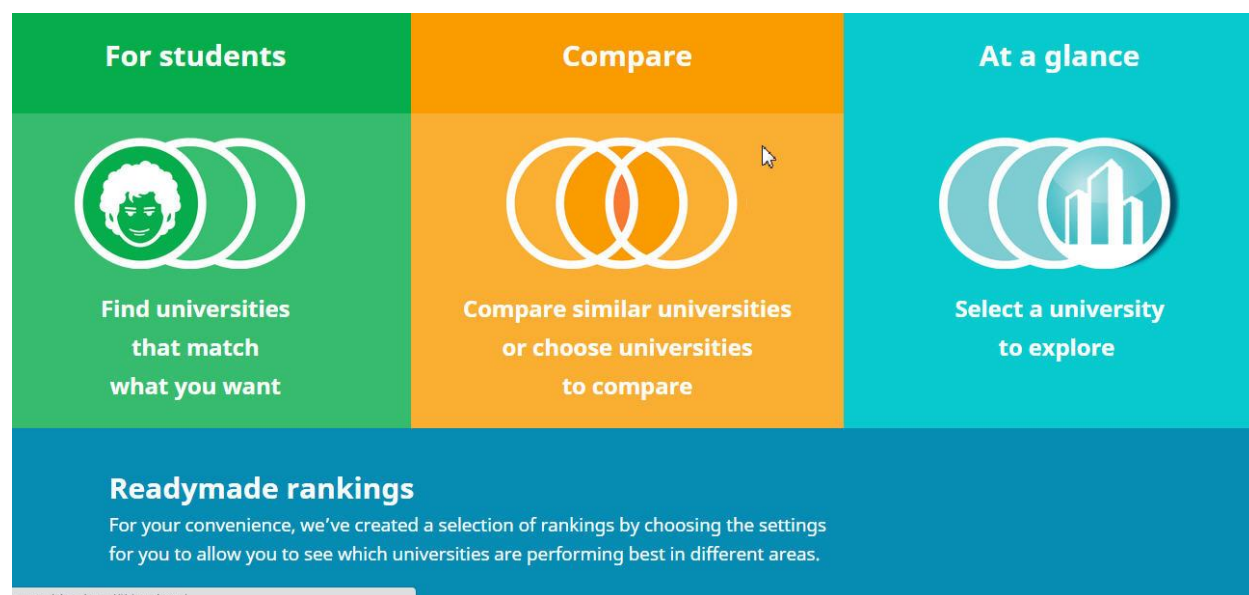 For students
Find universities
that match
what you want
Compare
Compare similar universities
or choose universities
to compare
At a glance
Select a university
to explore
Readymade rankings
For your convenience, we’ve created a selection of rankings by choosing the settings
for you to allow you to see which universities are performing best in different areas.